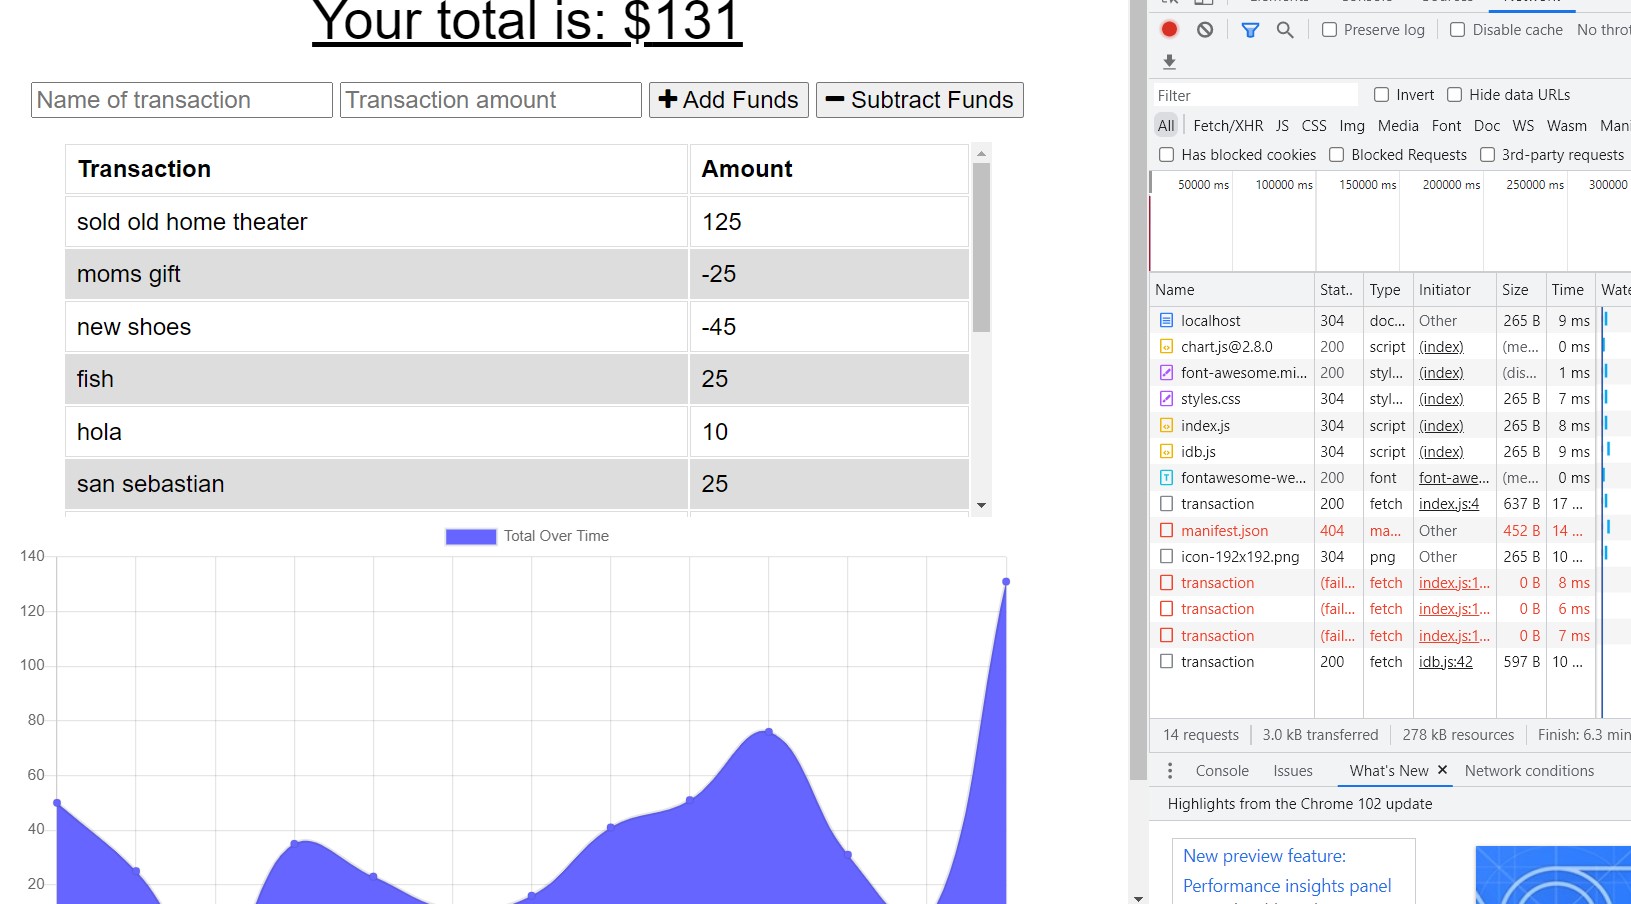 Your total is: $131
Name of transaction Transaction amount Add Funds Subtract Funds
Transaction Amount
sold old home theater 125
moms gift -25
new shoes -45
fish 25
hola 10
san sebastian 25
Total Over Time
140
120
100
80
60
40
20
Preserve log Disable cache No throt
Filter Invert Hide data URLs
All Fetch/XHR JS CSS Img Media Font Doc WS Wasm Mani
Has blocked cookies Blocked Requests 3rd-party requests
50000 ms 100000 ms 150000 ms 200000 ms 250000 ms 300000
Name Stat.. Type Initiator Size Time Wate
localhost 304 doc... Other 265 B 9 ms
chart.js@2.8.0 200 script (index) (me... 0 ms
font-awesome.mi... 200 styl... (index) (dis... 1 ms
styles.css 304 styl... (index) 265 B 7 ms
index.js 304 script (index) 265 B 8 ms
idb.js 304 script (index) 265 B 9 ms
fontawesome-we... 200 font font-awe... (me... 0 ms
transaction 200 fetch index.js:4 637 B 17 ...
manifest.json 404 ma... Other 452 B 14 ...
icon-192x192.png 304 png Other 265 B 10 ...
transaction (fail... fetch index.js:1... 0 B 8 ms
transaction (fail... fetch index.js:1... 0 B 6 ms
transaction (fail... fetch index.js:1... 0 B 7 ms
transaction 200 fetch idb.js:42 597 B 10 ...
14 requests 3.0 kB transferred 278 kB resources Finish: 6.3 min
Console Issues What's New Network conditions
Highlights from the Chrome 102 update
New preview feature:
Performance insights panel